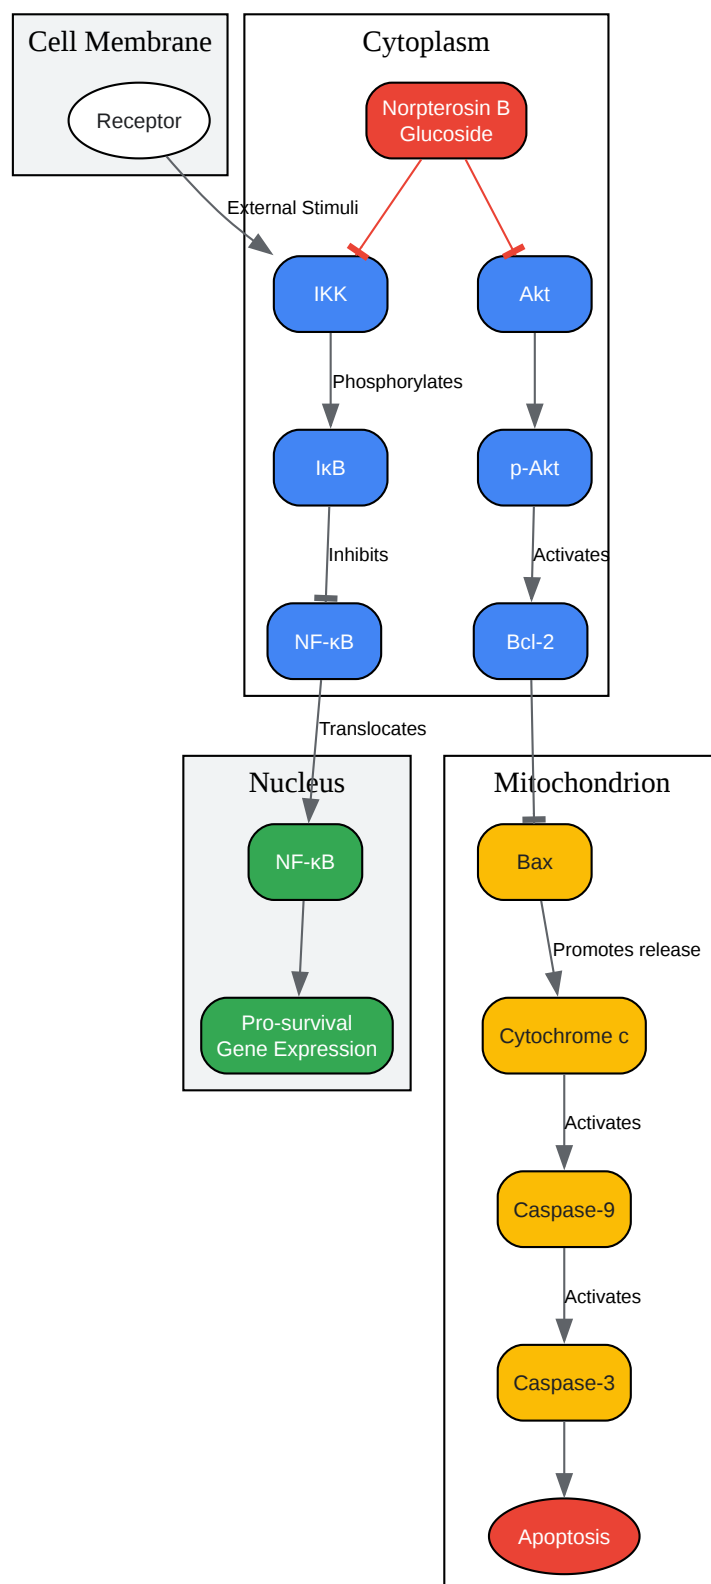 Cell Membrane
Cytoplasm
Receptor
Norpterosin B
Glucoside
External Stimuli
IKK
Akt
Phosphorylates
IκB
p-Akt
Inhibits
Activates
NF-κB
Bcl-2
Translocates
Nucleus
Mitochondrion
NF-κB
Bax
Promotes release
Pro-survival
Gene Expression
Cytochrome c
Activates
Caspase-9
Activates
Caspase-3
Apoptosis